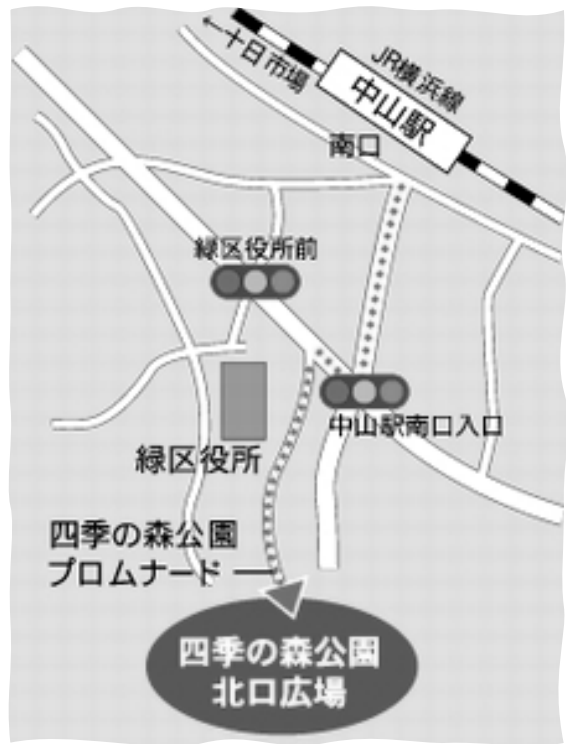 ←十日市場
JR横浜線
中山駅
南口
緑区役所前
中山駅南口入口
緑区役所
四季の森公園
プロムナード
四季の森公園
北口広場